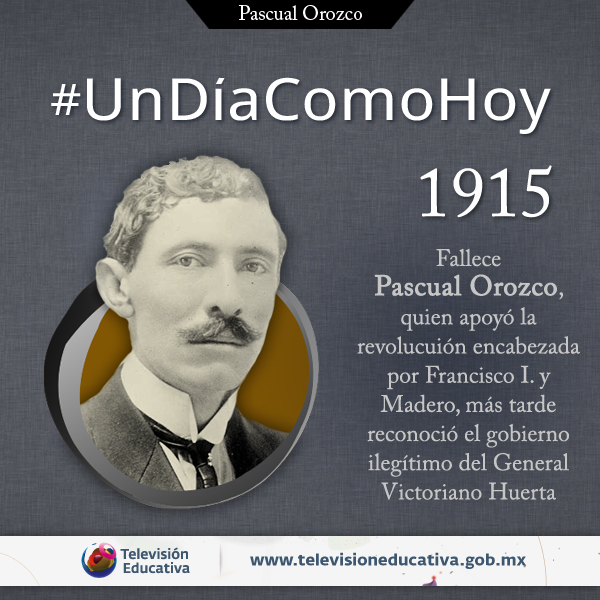 Pascual Orozco
#UnDíaComoHoy
1915
Fallece
Pascual Orozco,
quien apoyó la
revolucuión encabezada
por Francisco I. y
Madero, más tarde
reconoció el gobierno
ilegítimo del General
Victoriano Huerta
Televisión
Educativa
www.televisioneducativa.gob.mx